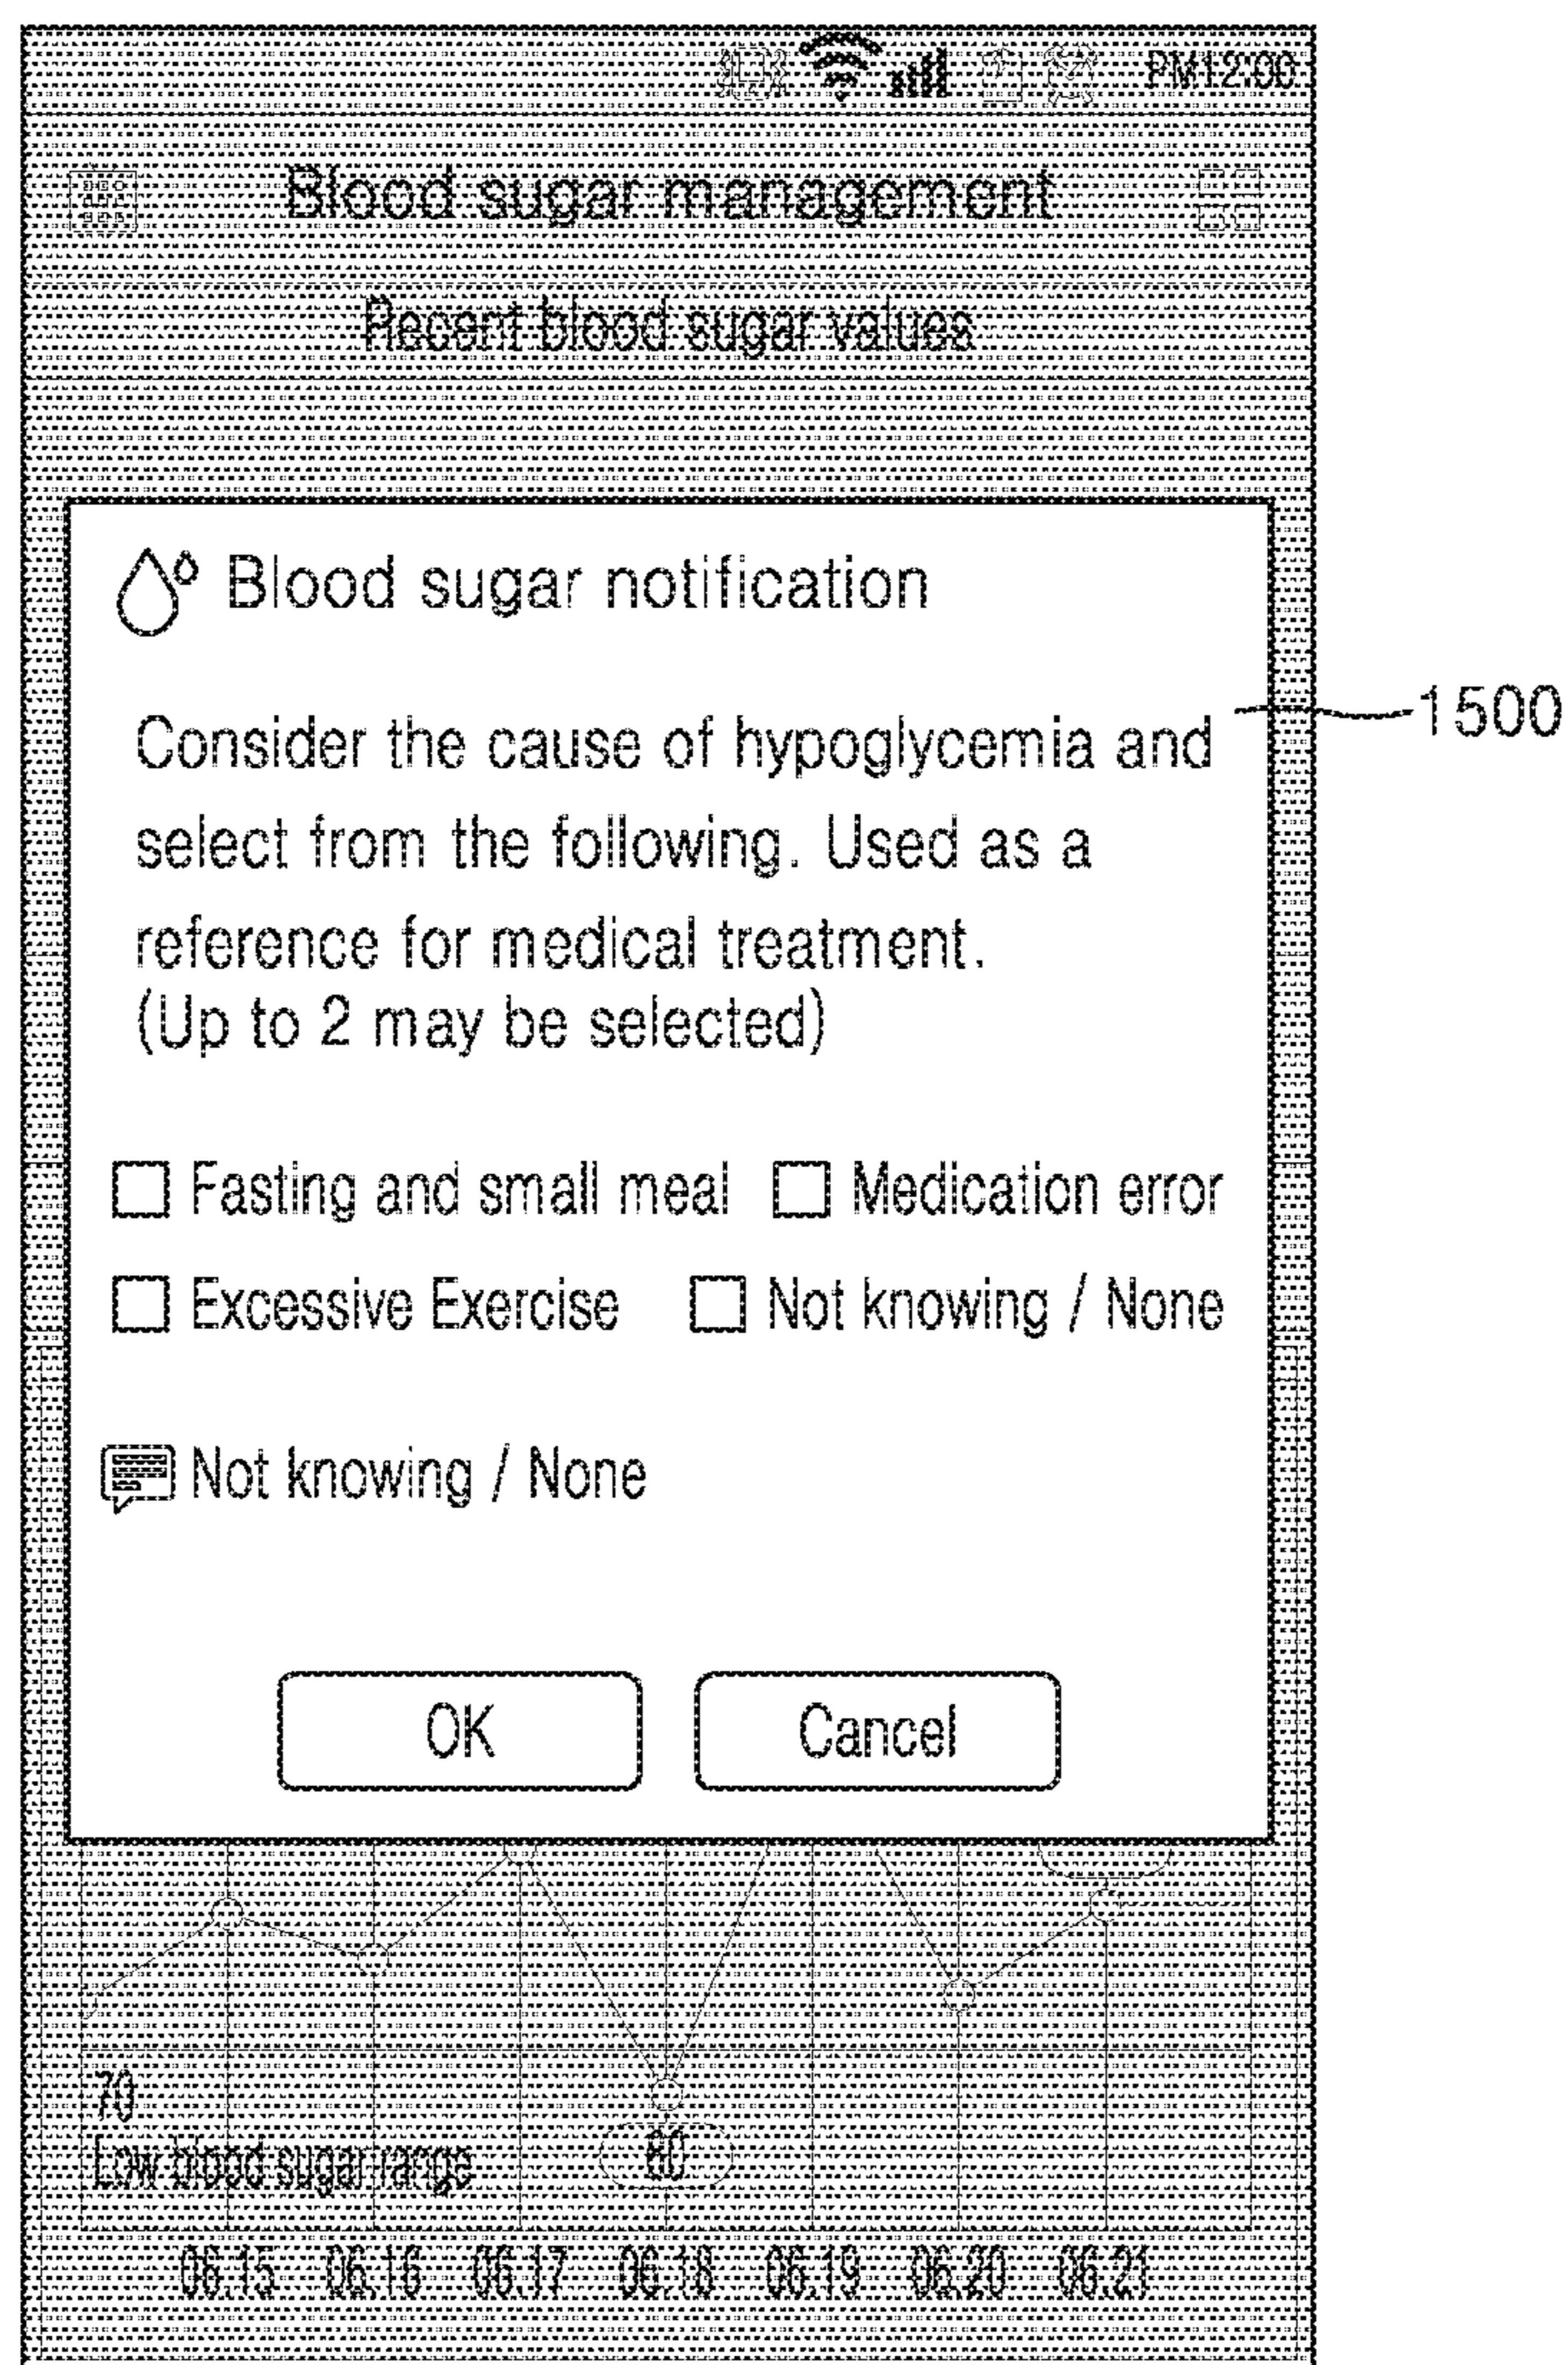 PM12:00
Blood sugar management
Recent blood sugar values
Blood sugar notification
Consider the cause of hypoglycemia and
1500
select from the following. Used as a
reference for medical treatment.
(Up to 2 may be selected)
Fasting and small meal Medication error
Excessive Exercise Not knowing / None
Not knowing / None
OK Cancel
70
Low blood sugar range 60
06.15 06.16 06.17 06.18 06.19 06.20 06.21